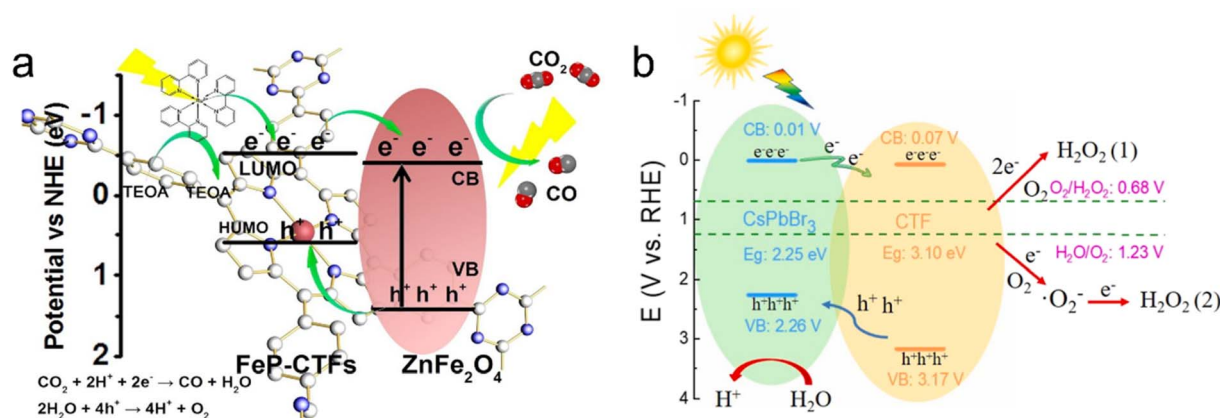 a
Potential vs NHE (eV)
-1
0
1
2
TEOA
TEOA
e⁻ e⁻ e⁻
LUMO
HUMO
h⁺ h⁺
FeP-CTFs
e⁻ e⁻ e⁻
CB
VB
h⁺ h⁺ h⁺
ZnFe₂O₄
CO₂
CO
CO₂ + 2H⁺ + 2e⁻ → CO + H₂O
2H₂O + 4h⁺ → 4H⁺ + O₂
b
E (V vs. RHE)
-1
0
1
2
3
4
CB: 0.01 V
e⁻e⁻e⁻
CsPbBr₃
Eg: 2.25 eV
h⁺h⁺h⁺
VB: 2.26 V
H⁺
H₂O
e⁻
e⁻
h⁺ h⁺
CB: 0.07 V
e⁻e⁻e⁻
CTF
Eg: 3.10 eV
h⁺h⁺h⁺
VB: 3.17 V
2e⁻
H₂O₂ (1)
O₂
O₂/H₂O₂: 0.68 V
H₂O/O₂: 1.23 V
e⁻
O₂
·O₂⁻
e⁻
H₂O₂ (2)